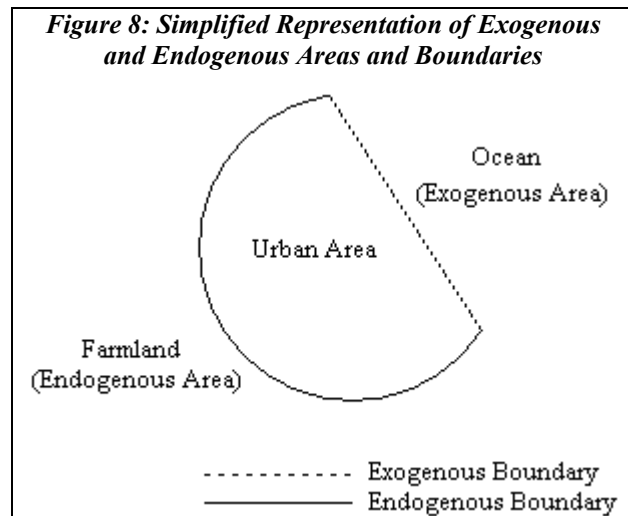 Figure 8: Simplified Representation of Exogenous
and Endogenous Areas and Boundaries
Ocean
(Exogenous Area)
Urban Area
Farmland
(Endogenous Area)
Exogenous Boundary
Endogenous Boundary